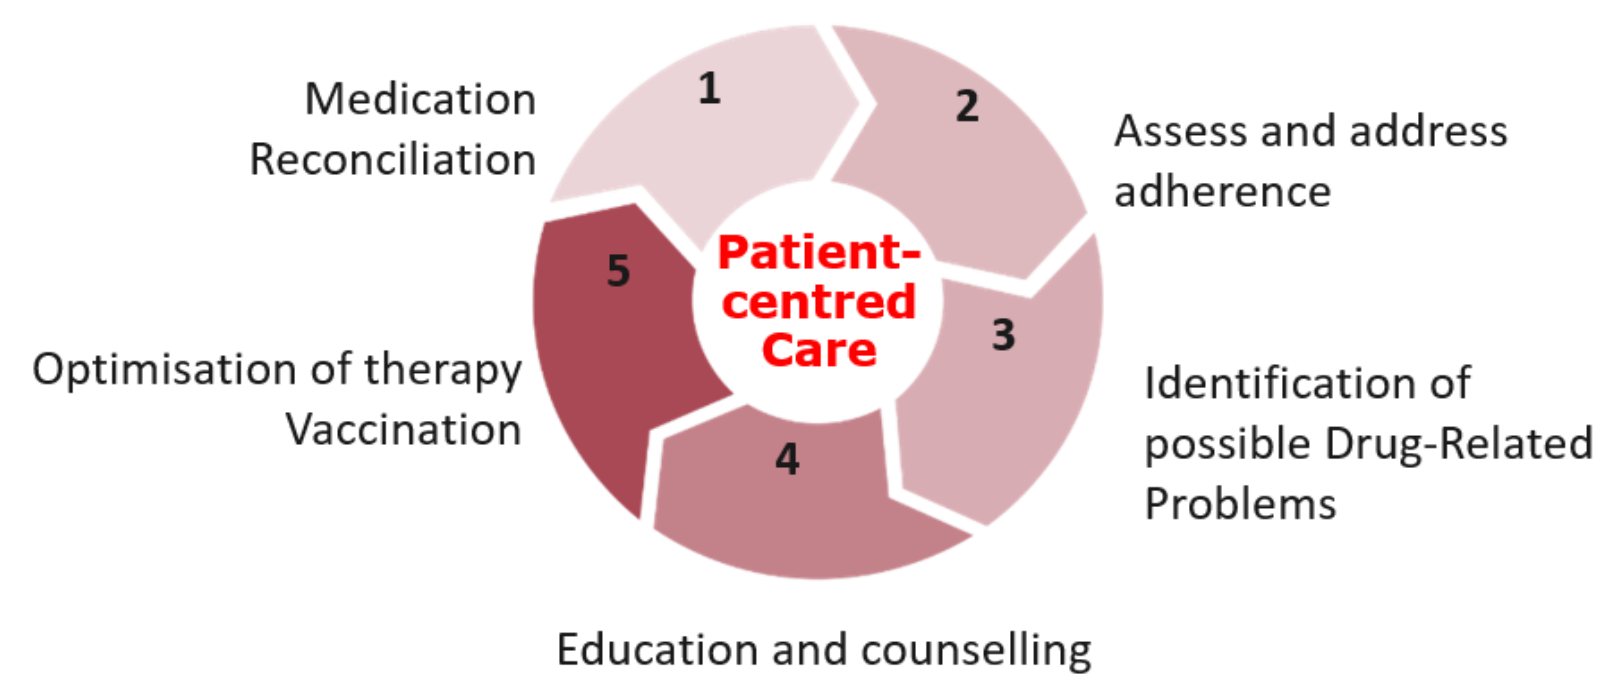 1
Medication
Reconciliation
2
Assess and address
adherence
3
Identification of
possible Drug-Related
Problems
4
Education and counselling
5
Optimisation of therapy
Vaccination
Patient-
centred
Care